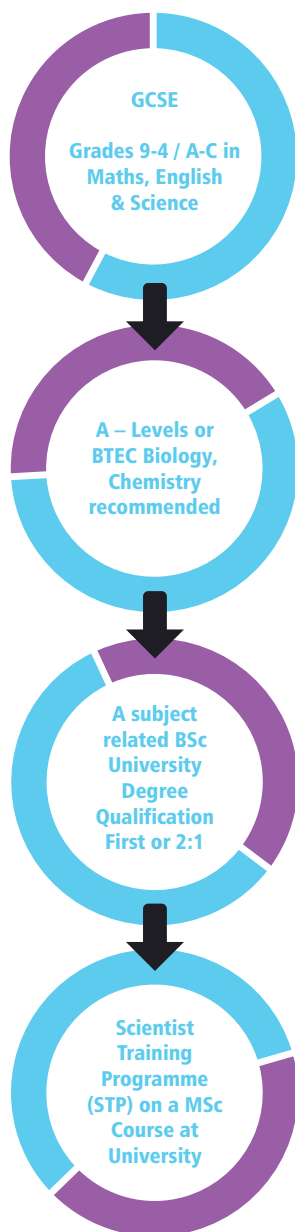 GCSE
Grades 9-4 / A-C in
Maths, English
& Science
A – Levels or
BTEC Biology,
Chemistry
recommended
A subject
related BSc
University
Degree
Qualification
First or 2:1
Scientist
Training
Programme
(STP) on a MSc
Course at
University